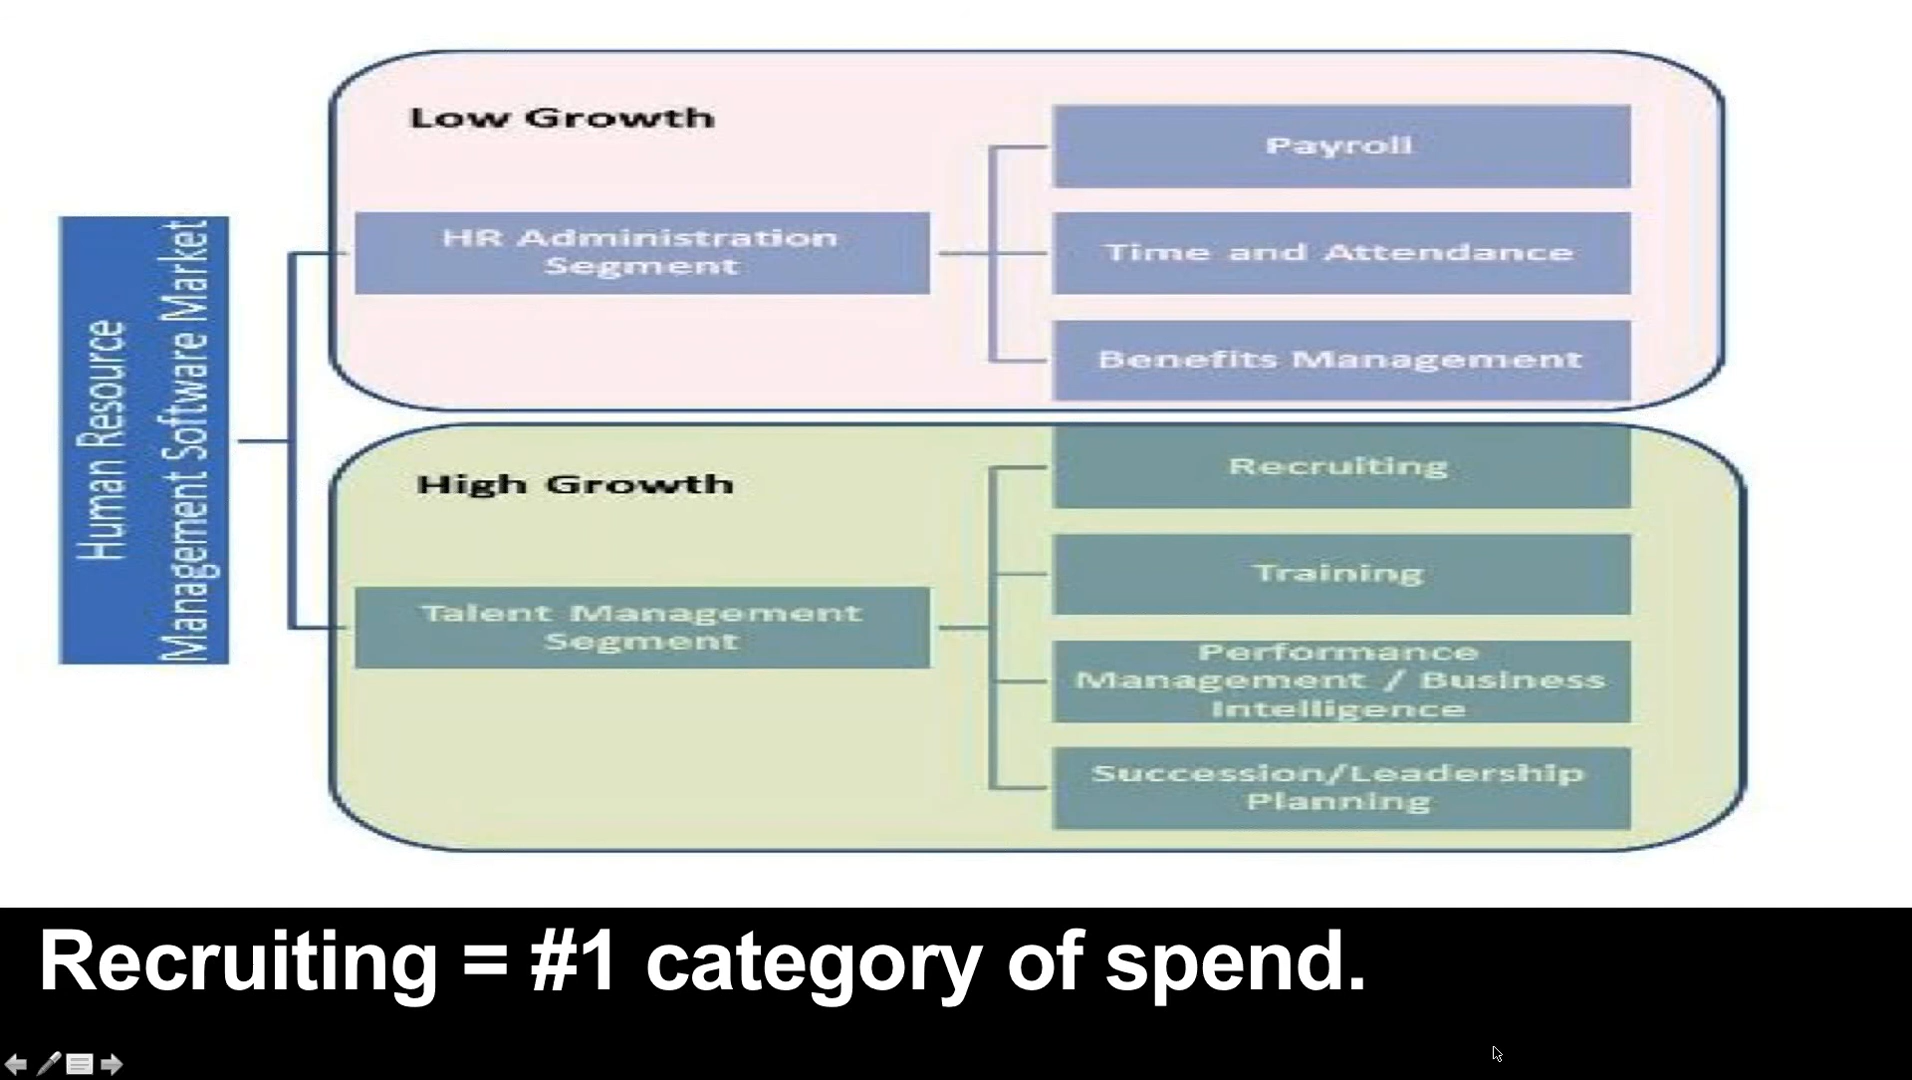 Human Resource
Management Software Market
Low Growth
HR Administration
Segment
Payroll
Time and Attendance
Benefits Management
High Growth
Talent Management
Segment
Recruiting
Training
Performance
Management / Business
Intelligence
Succession/Leadership
Planning
Recruiting = #1 category of spend.